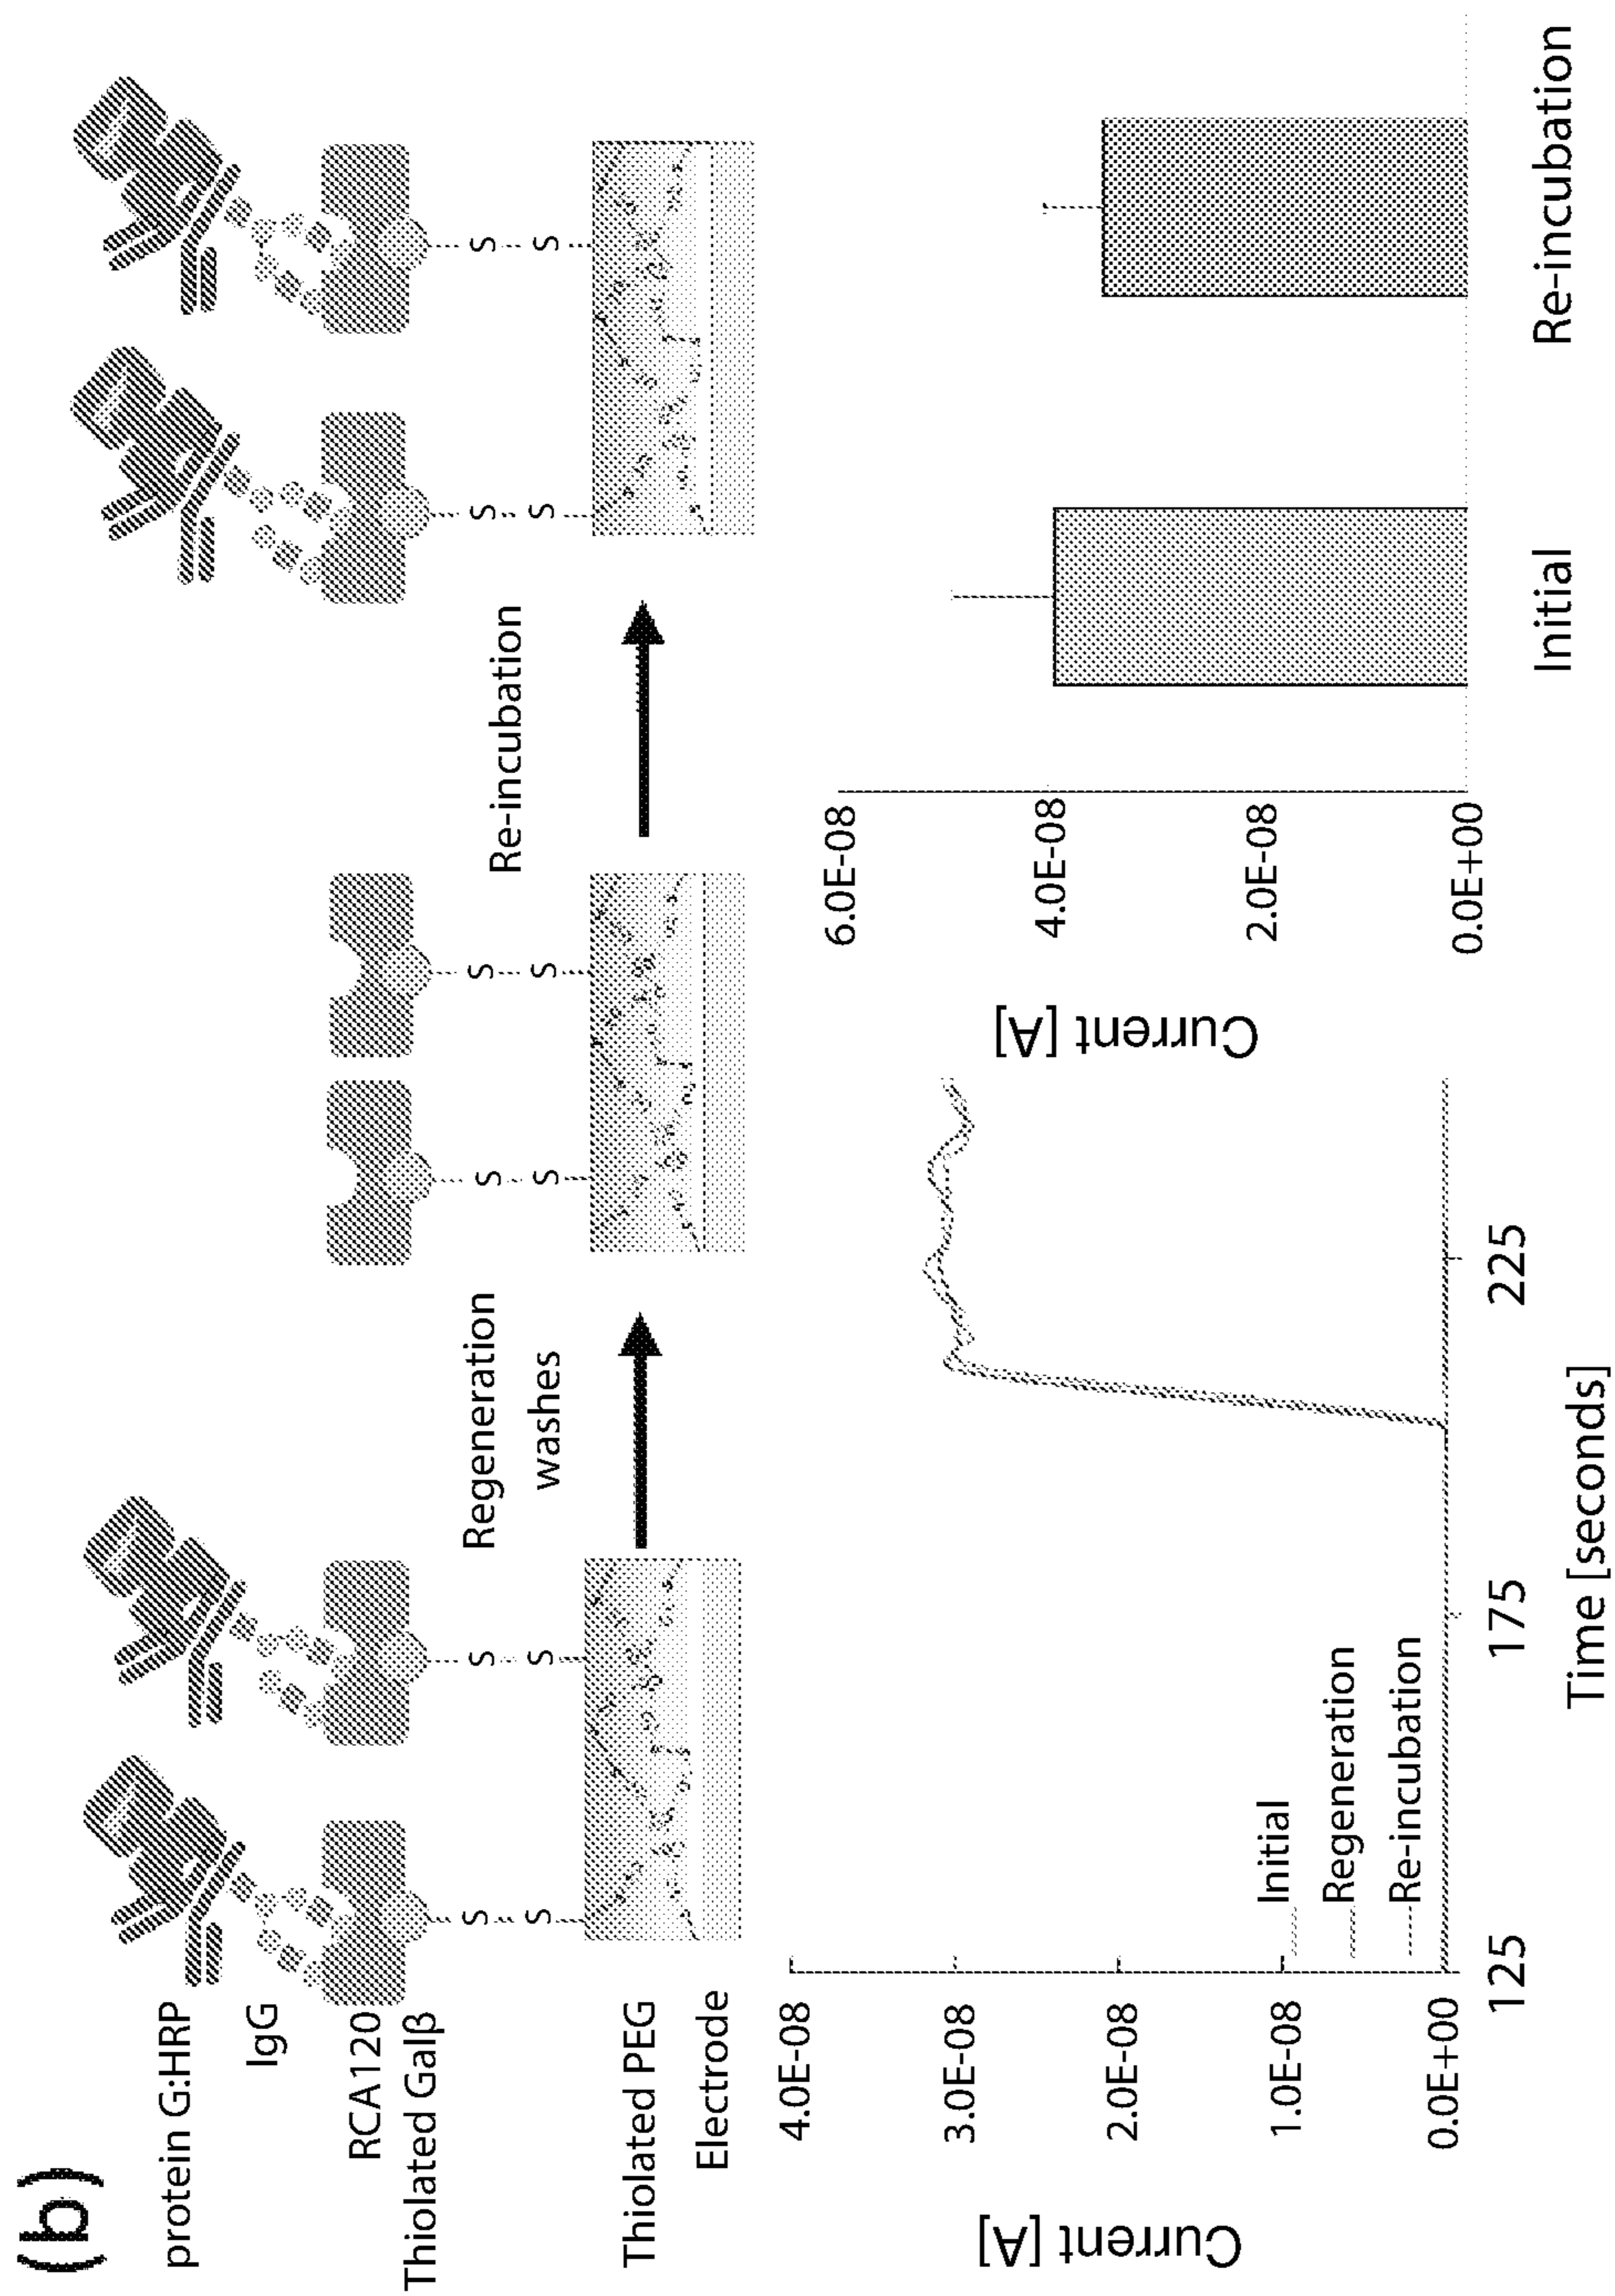 (b)
protein G:HRP
IgG
RCA120
Thiolated Galβ
Thiolated PEG
Electrode
S
S
S
S
Regeneration
washes
S
S
S
S
Re-incubation
S
S
S
S
Current [A]
4.0E-08
3.0E-08
2.0E-08
1.0E-08
0.0E+00
Initial
Regeneration
Re-incubation
125
175
225
Time [seconds]
Current [A]
6.0E-08
4.0E-08
2.0E-08
0.0E+00
Initial
Re-incubation